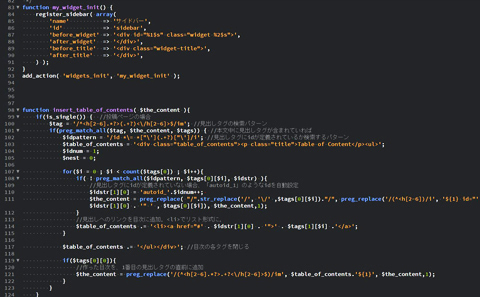 83 */
84 function my_widget_init() {
85 register_sidebar( array(
86 'name' => 'サイドバー',
87 'id' => 'sidebar',
88 'before_widget' => '<div id="%1$s" class="widget %2$s">',
89 'after_widget' => '</div>',
90 'before_title' => '<div class="widget-title">',
91 'after_title' => '</div>',
92 ) );
93 }
94 add_action( 'widgets_init', 'my_widget_init' );
95
96
97
98 function insert_table_of_contents( $the_content ){
99 if(is_single()) { //投稿ページの場合
100 $tag = '/^<h[2-6].*?>(.+?)<\/h[2-6]>$/im'; //見出しタグの検索パターン
101 if(preg_match_all($tag, $the_content, $tags)) { //本文中に見出しタグが含まれていれば
102 $idpattern = '/id *\= *["\'](.+?)["\']/i'; //見出しタグにidが定義されているか検索するパターン
103 $table_of_contents = '<div class="table_of_contents"><p class="title">Table of Content</p><ul>';
104 $idnum = 1;
105 $nest = 0;
106
107 for($i = 0 ; $i < count($tags[0]) ; $i++){
108 if( ! preg_match_all($idpattern, $tags[0][$i], $idstr) ){
109 //見出しタグにidが定義されていない場合、「autoid_1」のようなidを自動設定
110 $idstr[1][0] = 'autoid_'.$idnum++;
111 $the_content = preg_replace( "/".str_replace('/', '\/' ,$tags[0][$i])."/", preg_replace('/(^<h[2-6])/i', '${1} id="' . $idstr[1][0] . '" ' , $tags[0][$i]), $the_content,1);
112 }
113 //見出しへのリンクを目次に追加。<li>でリスト形式に。
114 $table_of_contents .= '<li><a href="#' . $idstr[1][0] . '">' . $tags[1][$i] .'</a>';
115 }
116
117 $table_of_contents .= '</ul></div>'; //目次の各タグを閉じる
118
119 if($tags[0][0]){
120 //作った目次を、1番目の見出しタグの直前に追加
121 $the_content = preg_replace('/(^<h[2-6].*?>.+?<\/h[2-6]>$)/im', $table_of_contents.'${1}', $the_content,1);
122 }
123 }
124 }